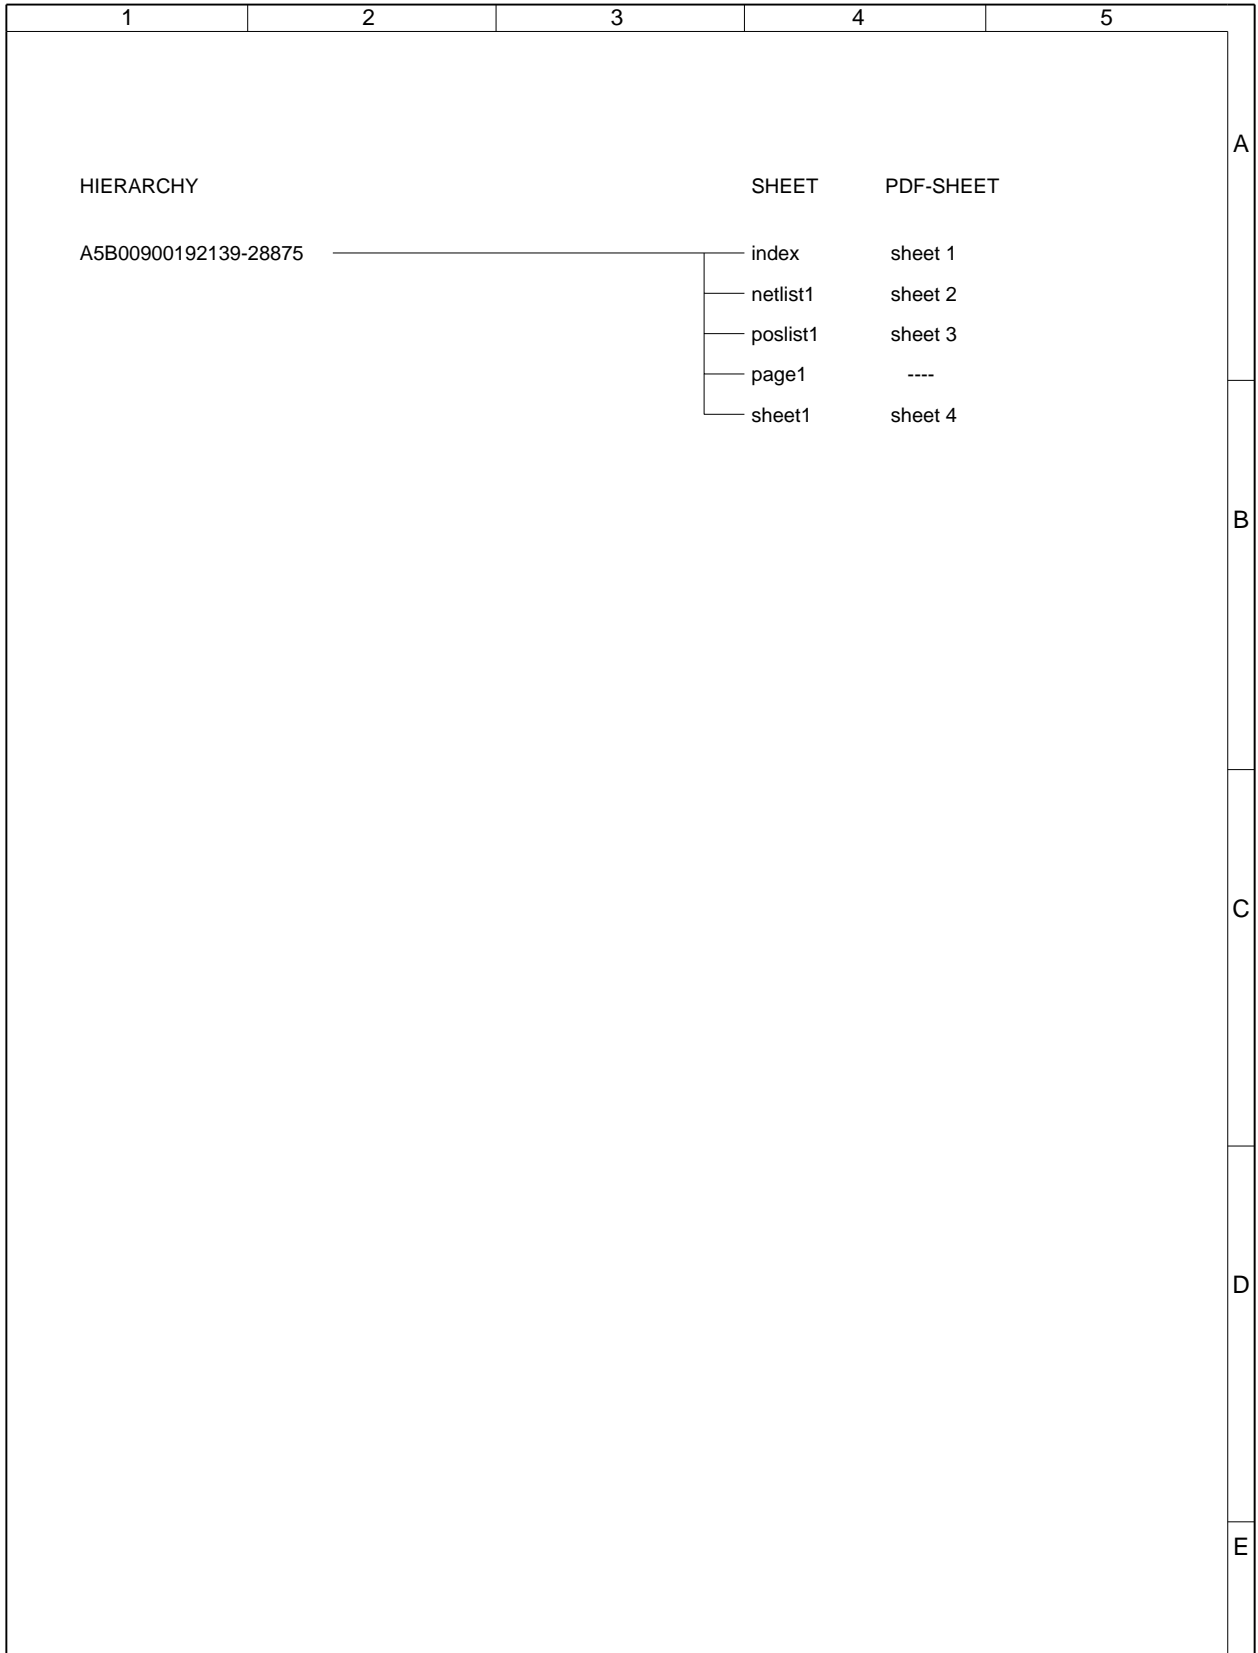 1 2 3 4 5
A
HIERARCHY SHEET PDF-SHEET
A5B00900192139-28875 index sheet 1
netlist1 sheet 2
poslist1 sheet 3
page1 ----
sheet1 sheet 4
B
C
D
E